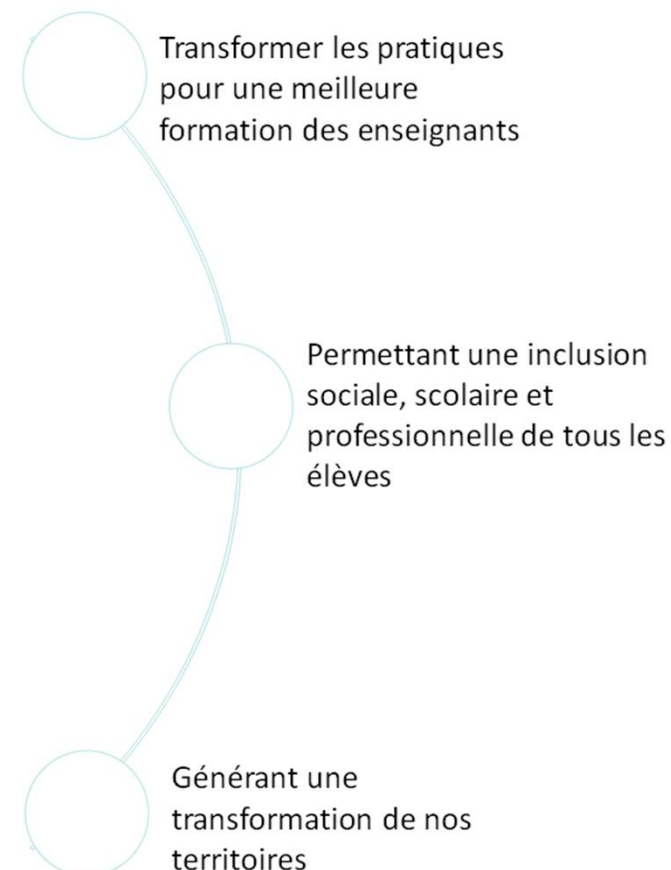 Transformer les pratiques
pour une meilleure
formation des enseignants
Permettant une inclusion
sociale, scolaire et
professionnelle de tous les
élèves
Générant une
transformation de nos
territoires